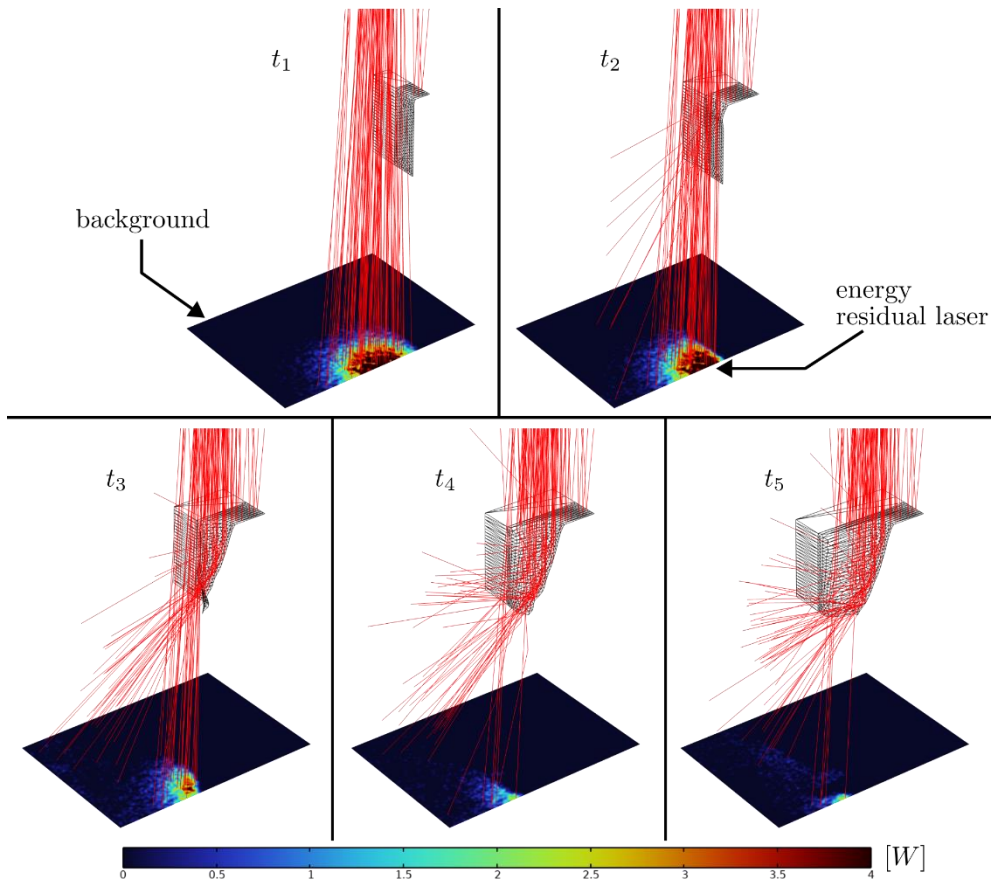 t₁
t₂
background
energy
residual laser
t₃
t₄
t₅
[W]
0 0.5 1 1.5 2 2.5 3 3.5 4